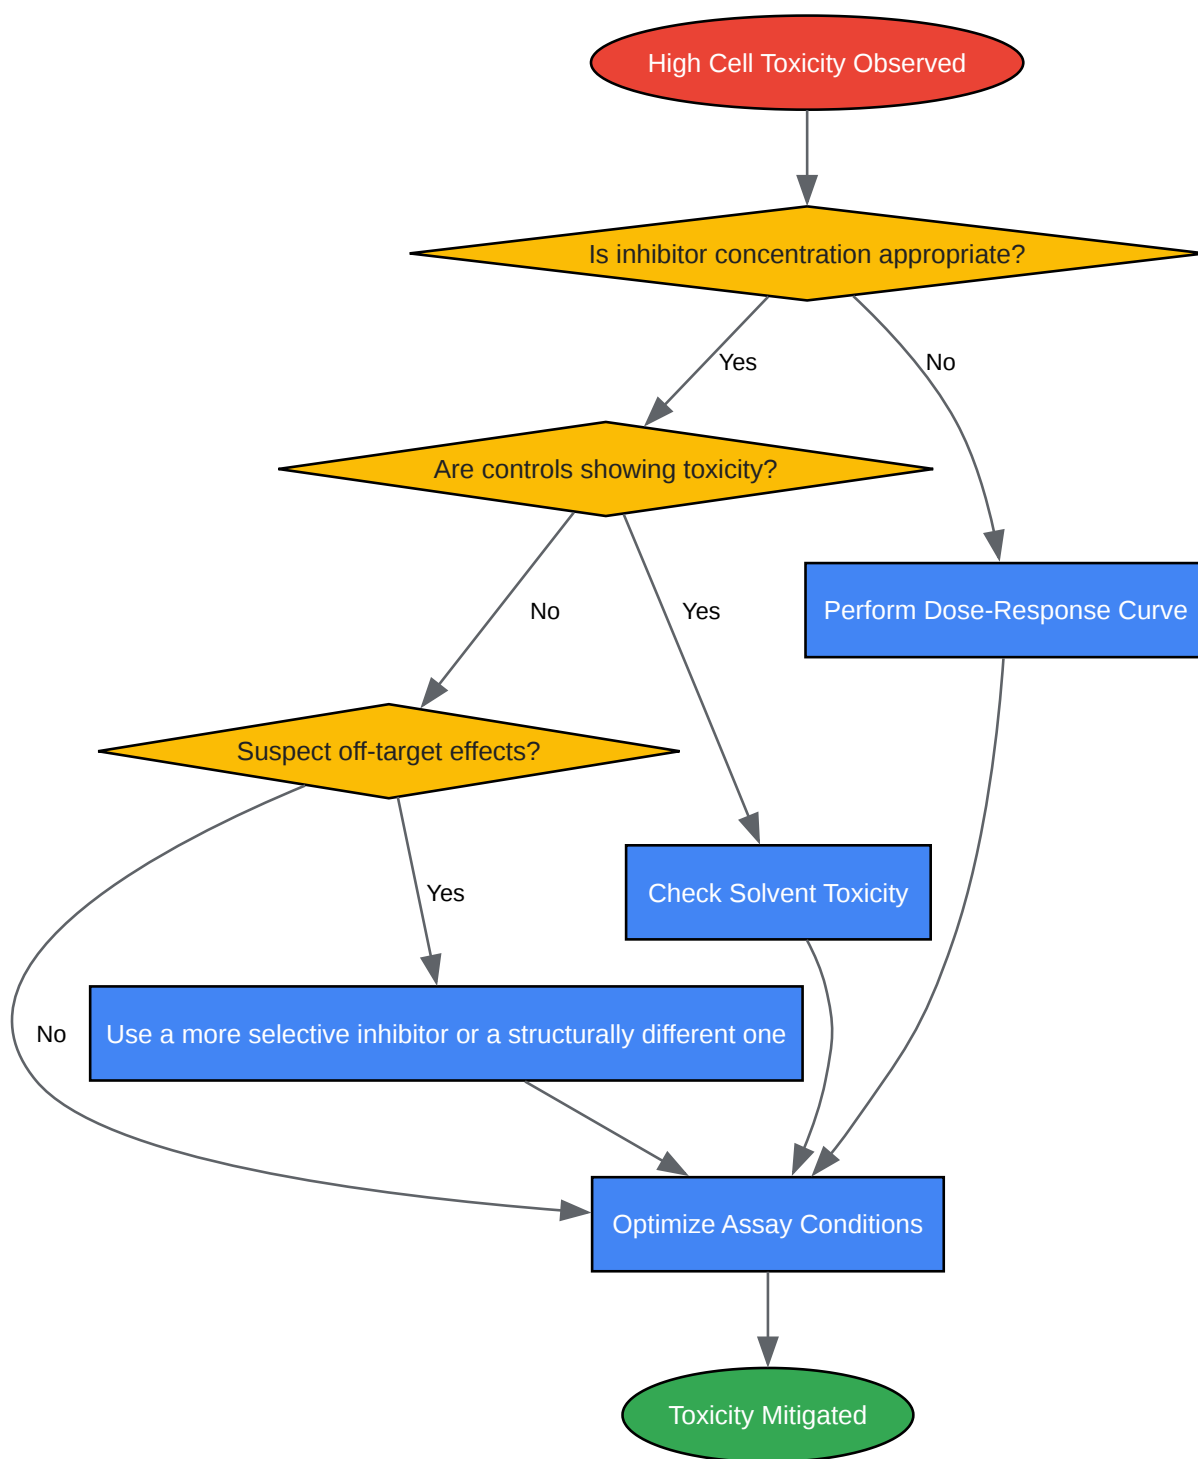 High Cell Toxicity Observed
Is inhibitor concentration appropriate?
Yes
No
Are controls showing toxicity?
Perform Dose-Response Curve
No
Yes
Suspect off-target effects?
Check Solvent Toxicity
Yes
Use a more selective inhibitor or a structurally different one
No
Optimize Assay Conditions
Toxicity Mitigated